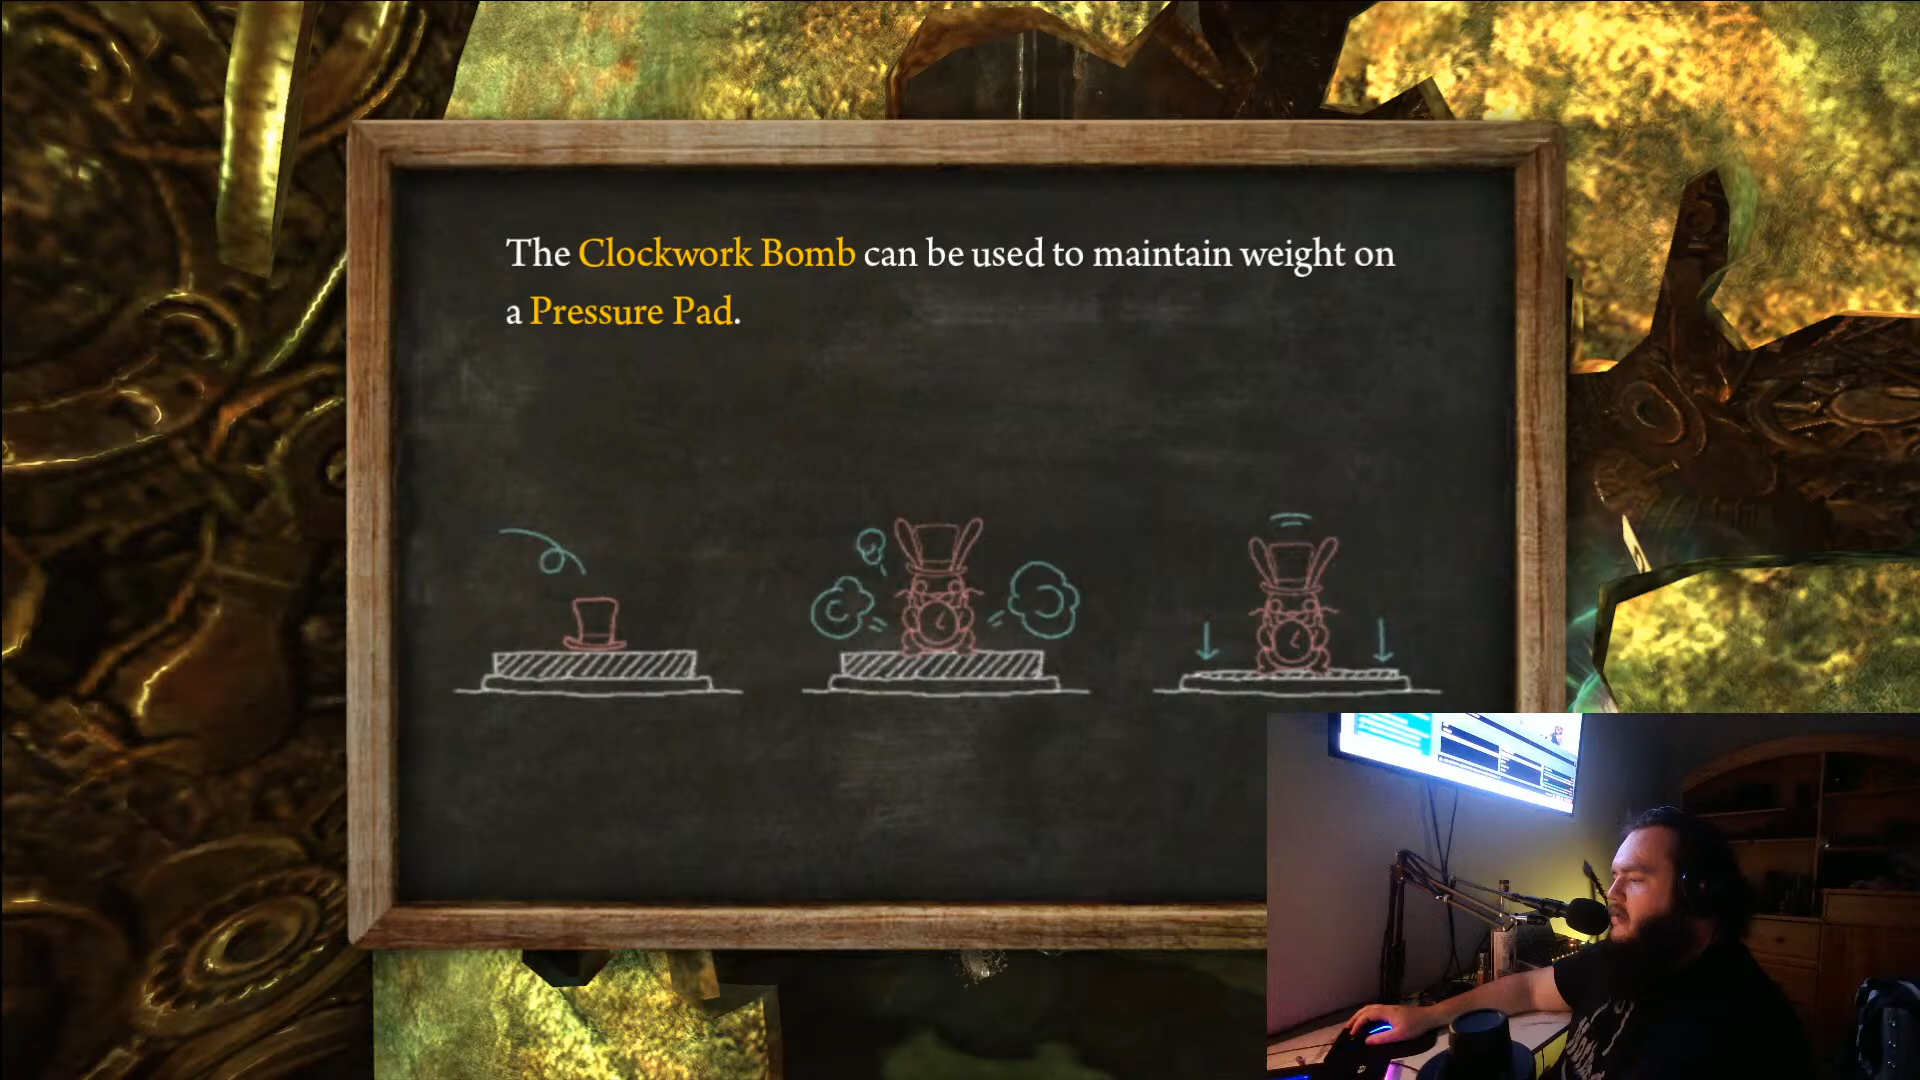 The Clockwork Bomb can be used to maintain weight on
a Pressure Pad.